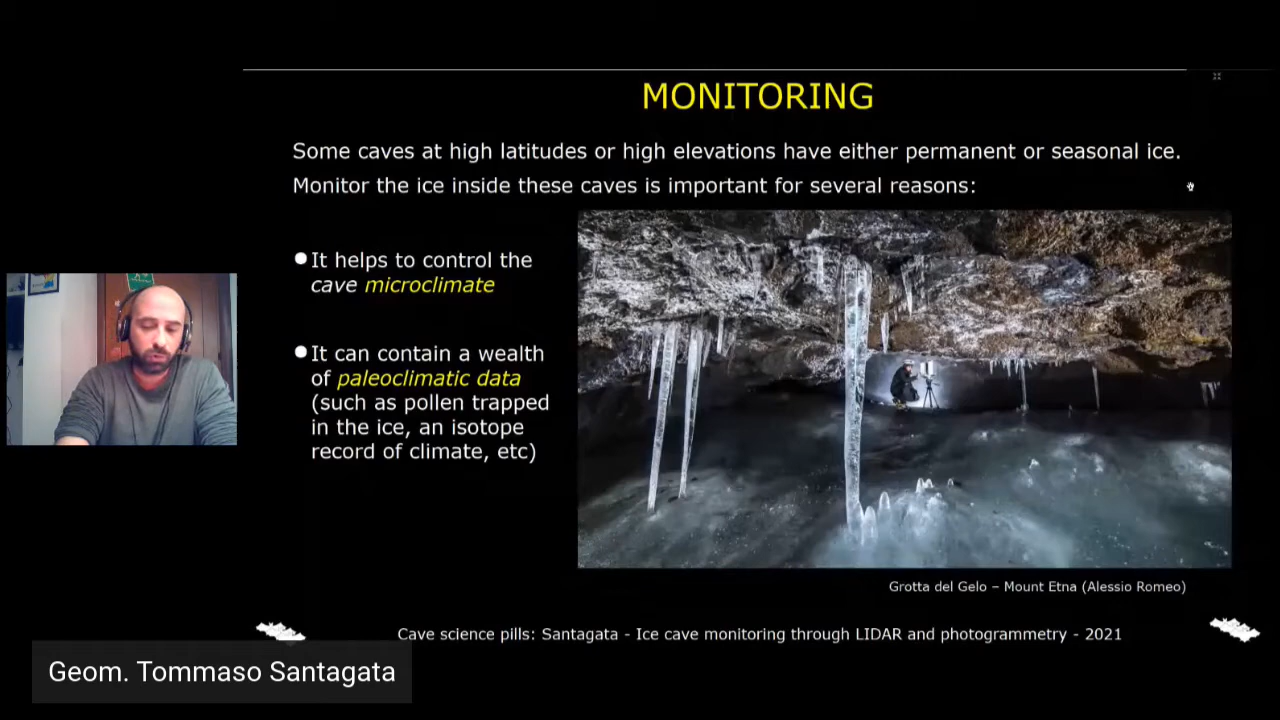 MONITORING
Some caves at high latitudes or high elevations have either permanent or seasonal ice.
Monitor the ice inside these caves is important for several reasons:
It helps to control the
cave microclimate
It can contain a wealth
of paleoclimatic data
(such as pollen trapped
in the ice, an isotope
record of climate, etc)
Grotta del Gelo – Mount Etna (Alessio Romeo)
Cave science pills: Santagata - Ice cave monitoring through LIDAR and photogrammetry - 2021
Geom. Tommaso Santagata